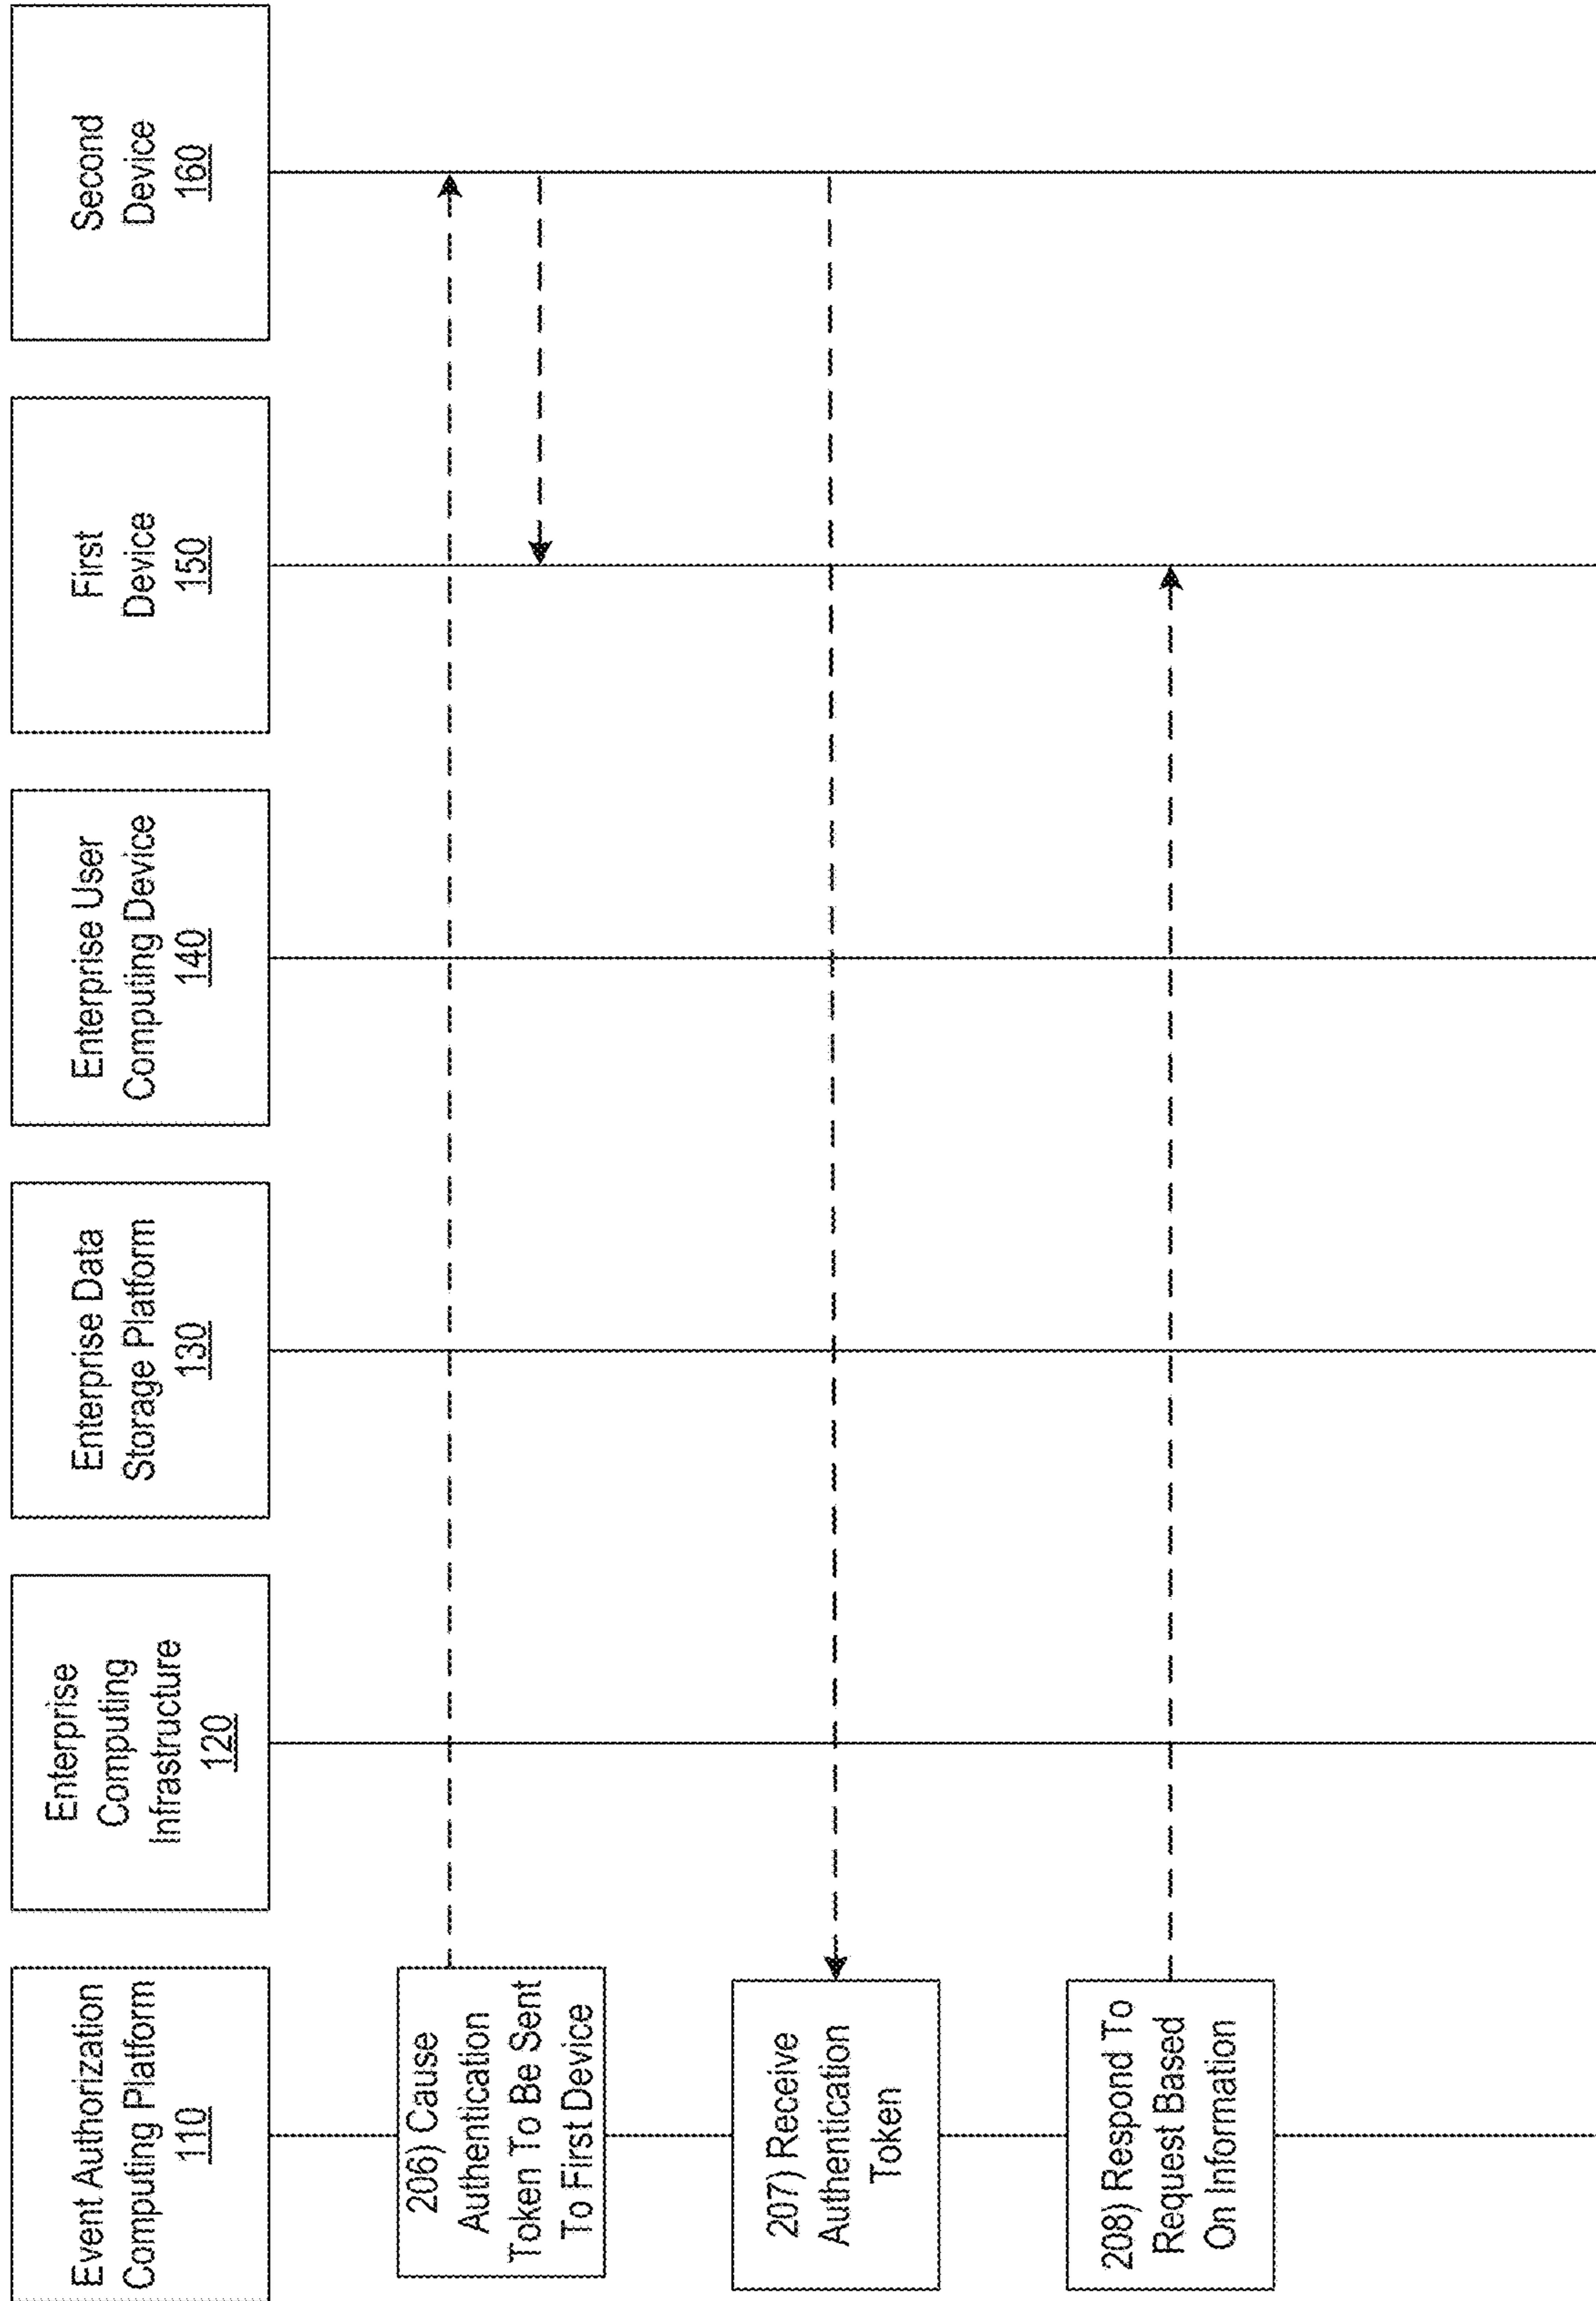 Event Authorization
Computing Platform
110
Enterprise
Computing
Infrastructure
120
Enterprise Data
Storage Platform
130
Enterprise User
Computing Device
140
First
Device
150
Second
Device
160
206) Cause
Authentication
Token To Be Sent
To First Device
207) Receive
Authentication
Token
208) Respond To
Request Based
On Information